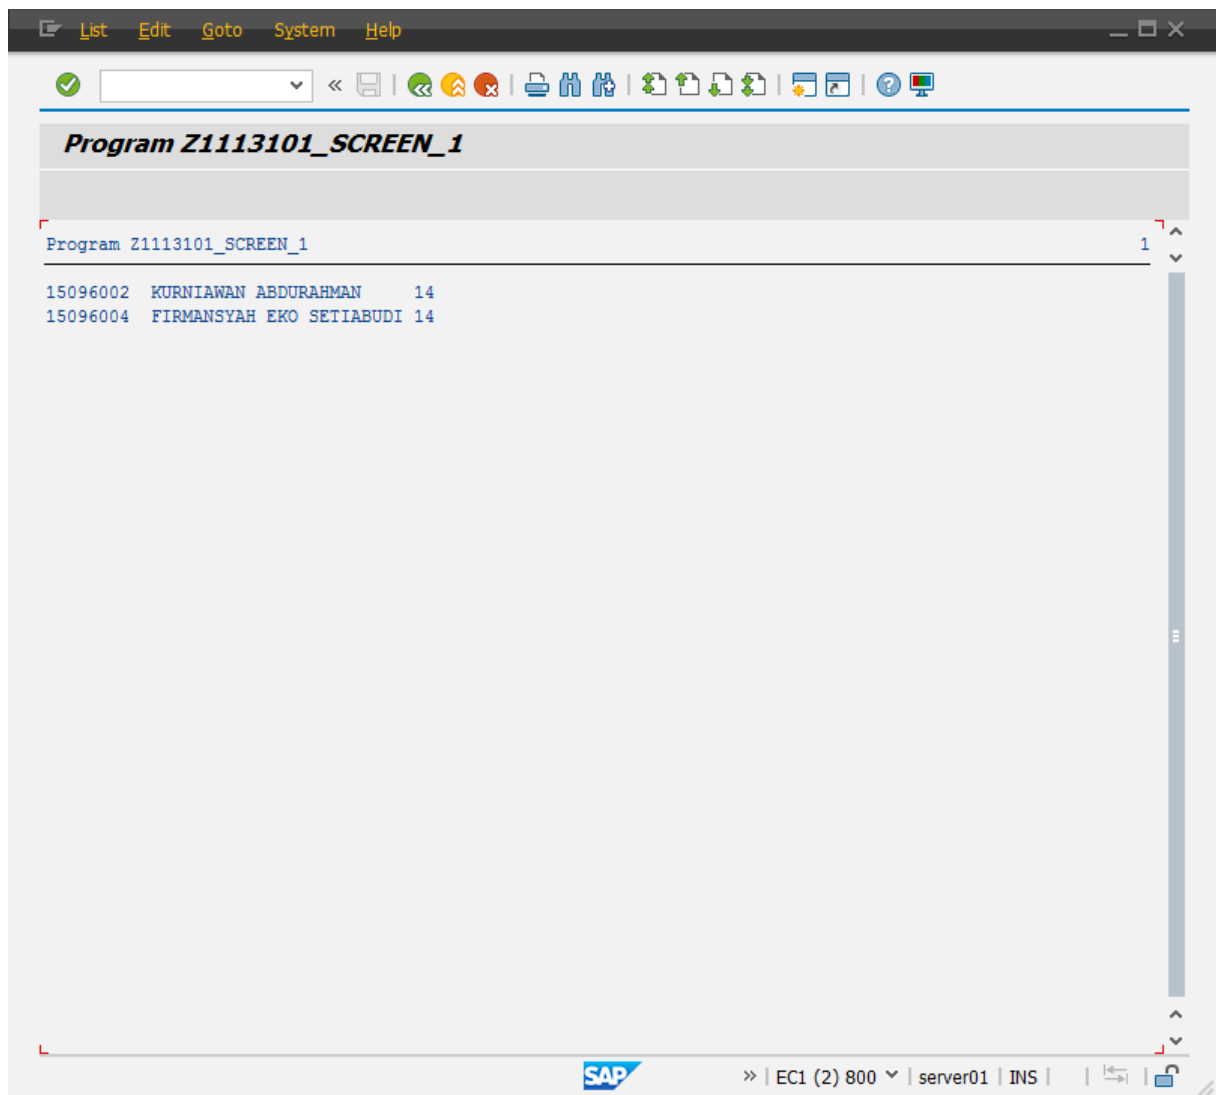 List Edit Goto System Help
Program Z1113101_SCREEN_1
Program Z1113101_SCREEN_1 1
15096002 KURNIAWAN ABDURAHMAN 14
15096004 FIRMANSYAH EKO SETIABUDI 14
SAP » | EC1 (2) 800 | server01 | INS |